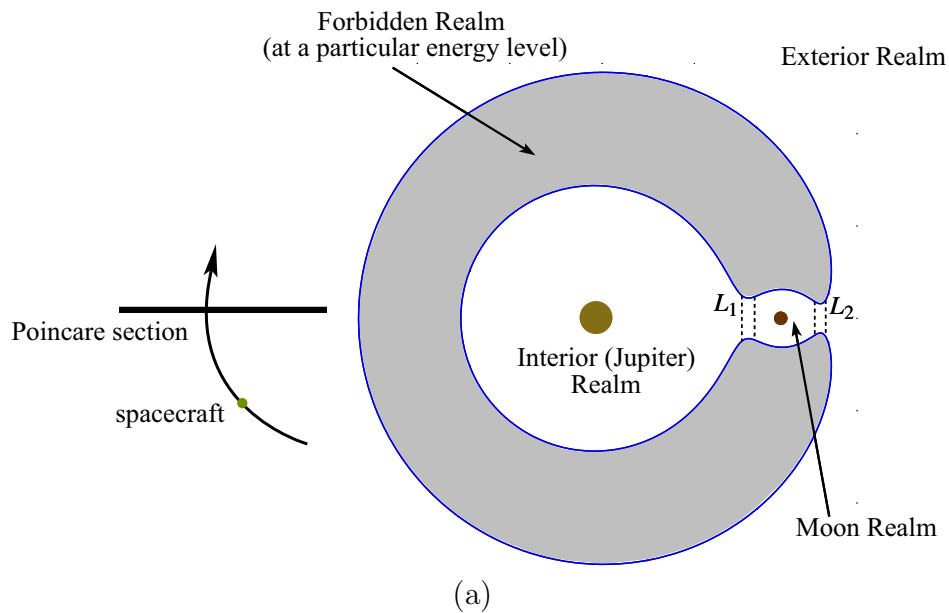 Forbidden Realm
(at a particular energy level)
Exterior Realm
L1
L2
Poincare section
Interior (Jupiter)
Realm
spacecraft
Moon Realm
(a)